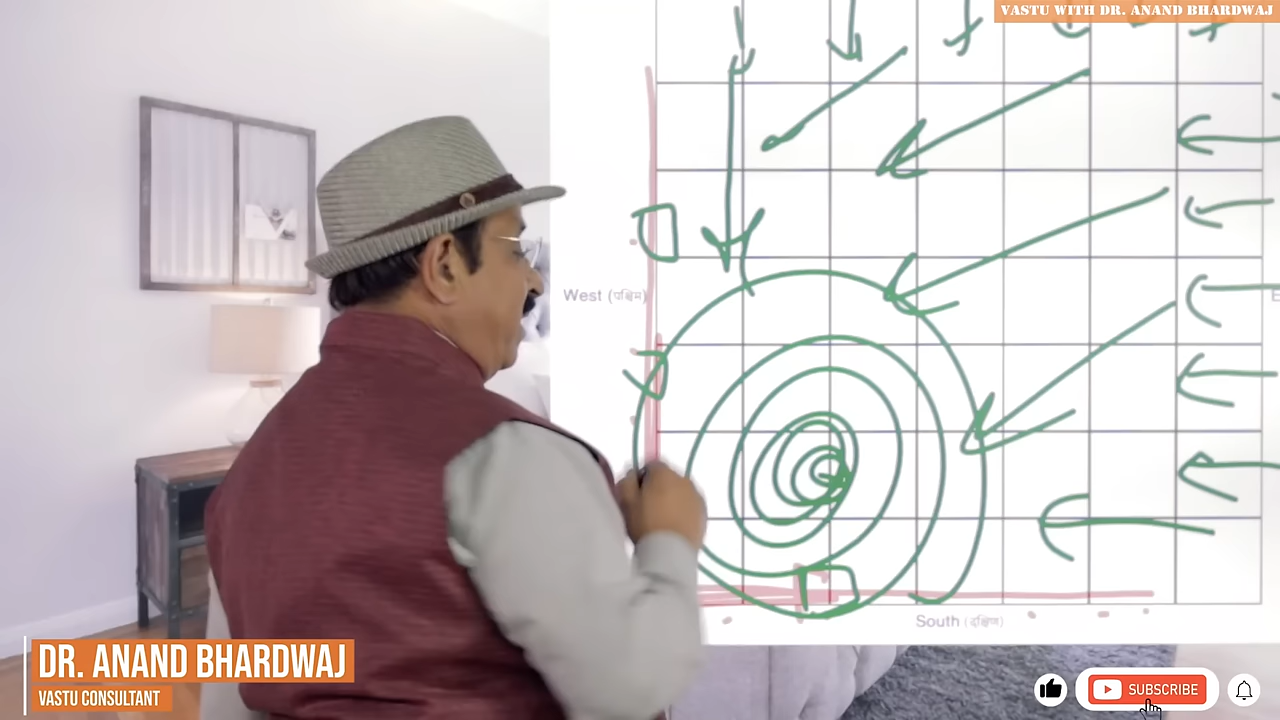 VASTU WITH DR. ANAND BHARDWAJ
West (पश्चिम)
South (दक्षिण)
DR. ANAND BHARDWAJ
VASTU CONSULTANT
SUBSCRIBE